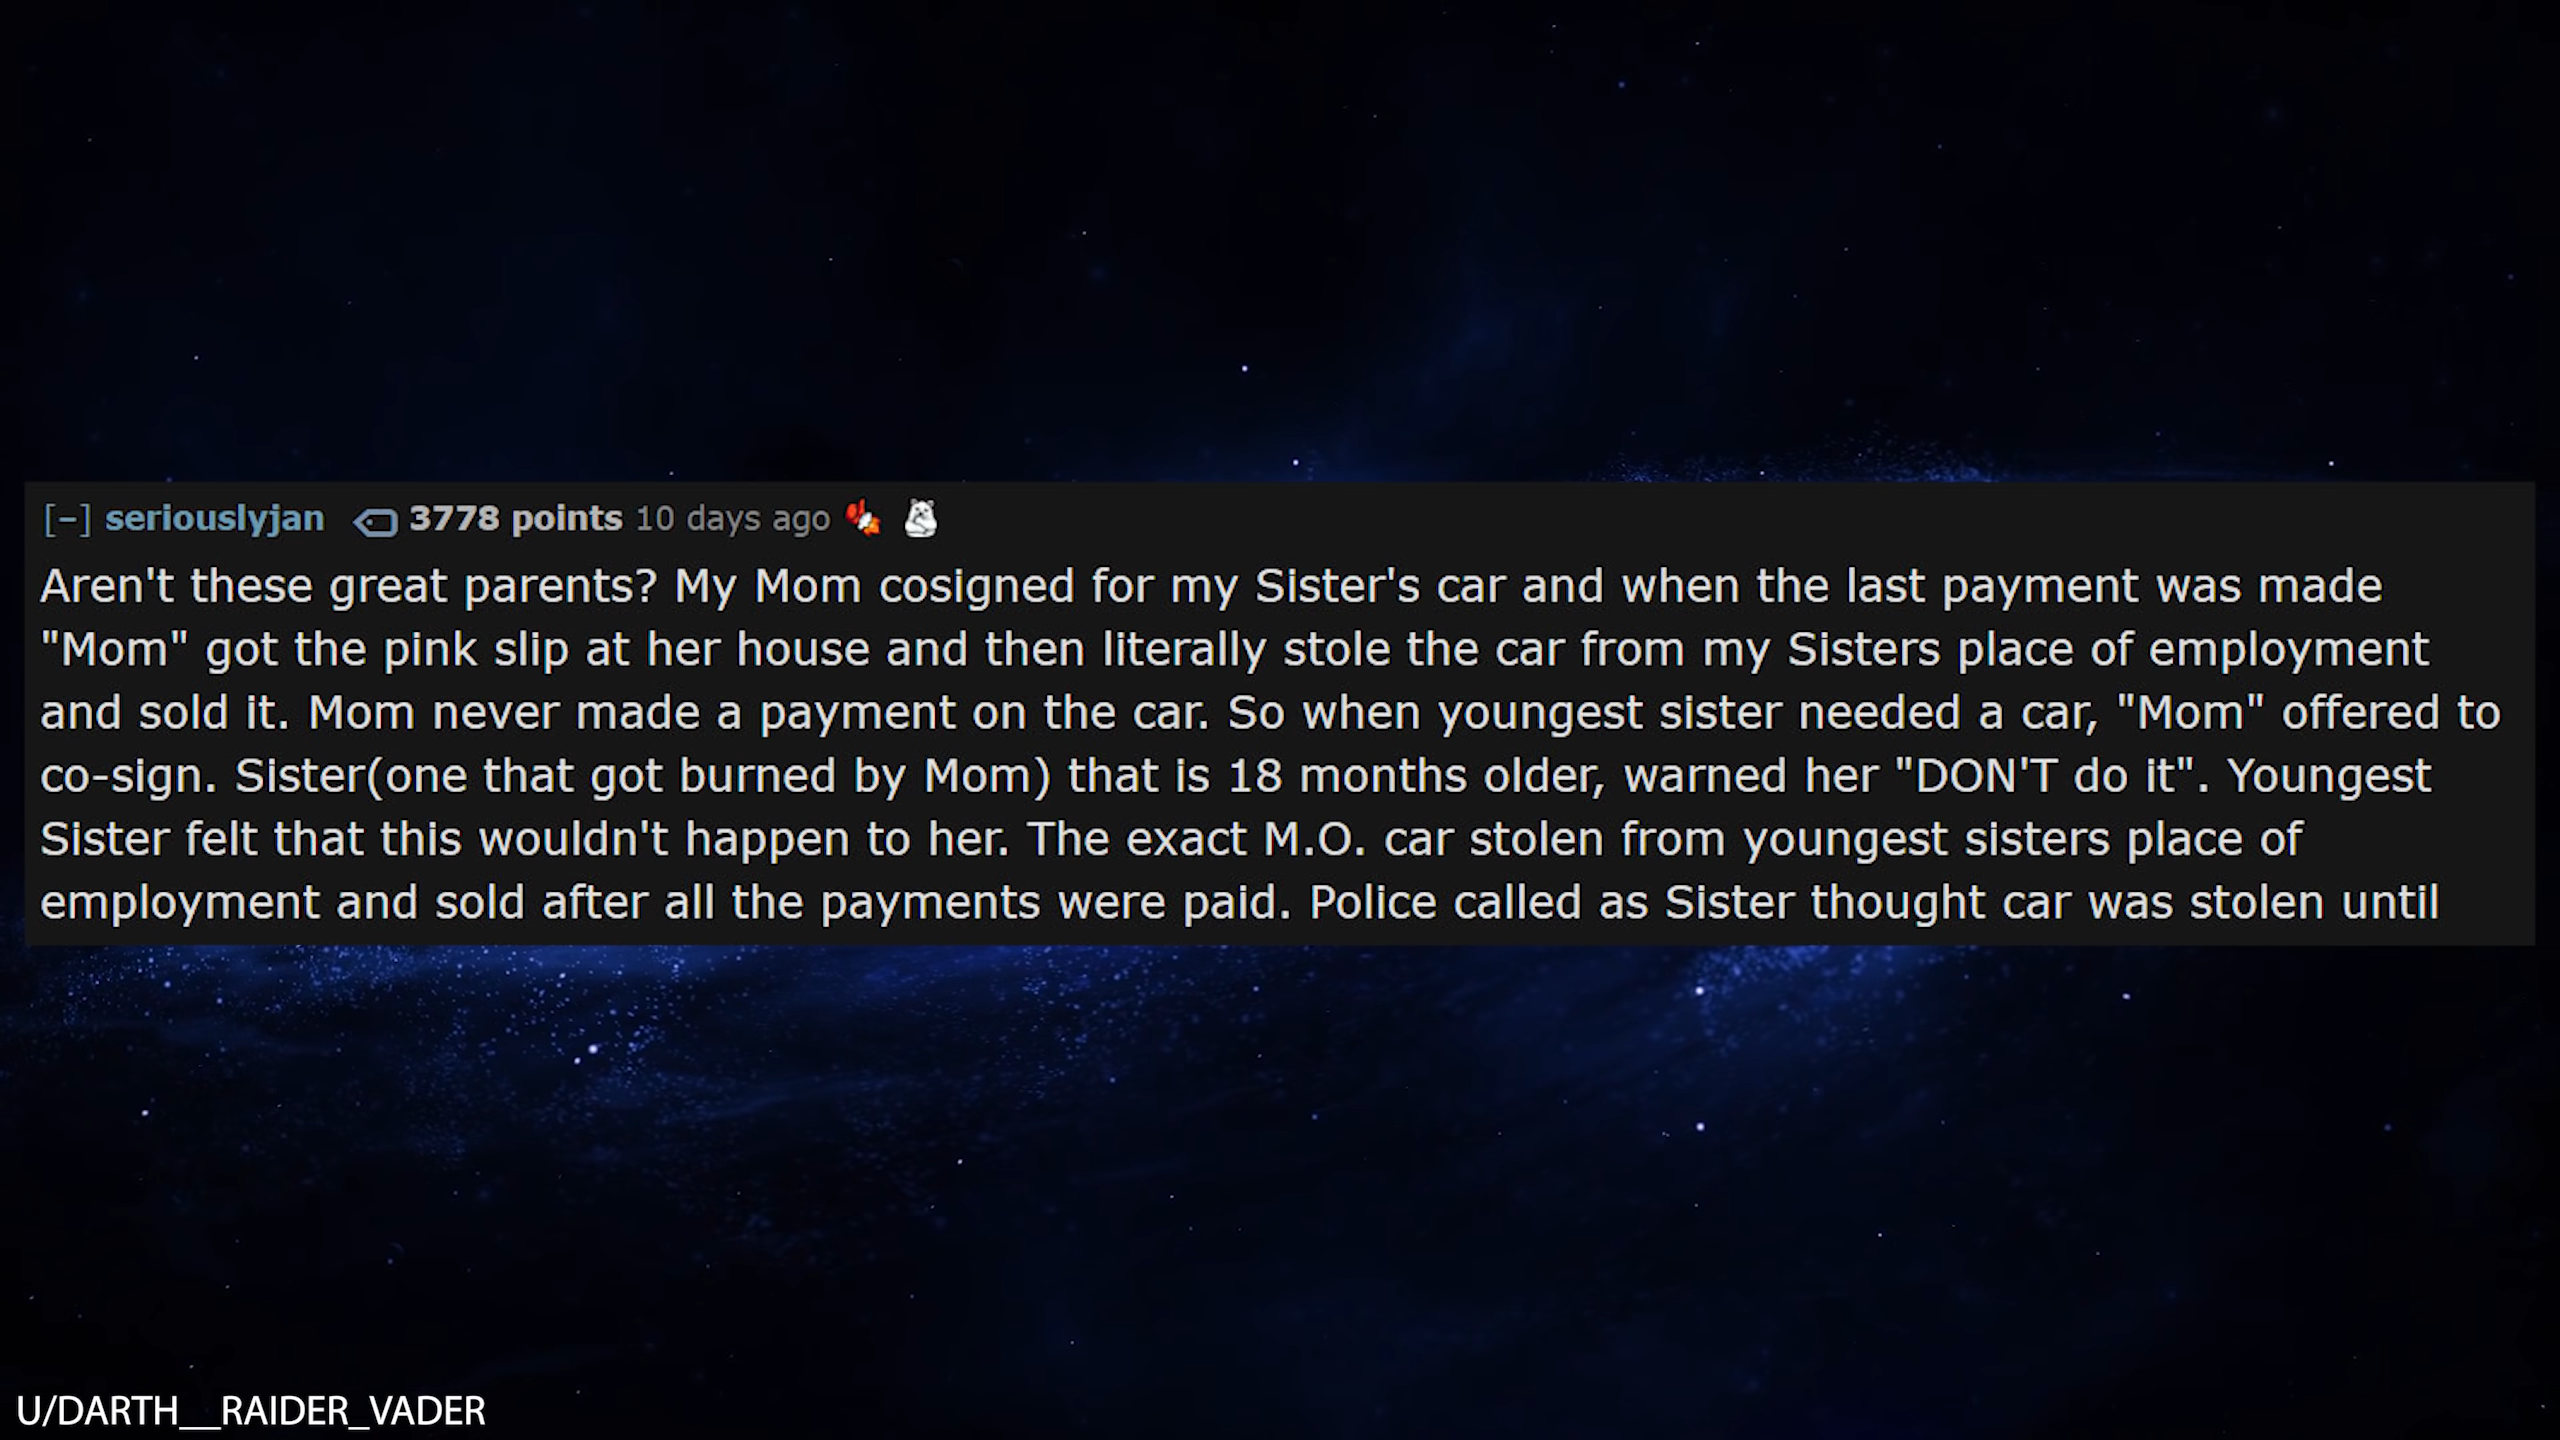 [–] seriouslyjan 3778 points 10 days ago
Aren't these great parents? My Mom cosigned for my Sister's car and when the last payment was made
"Mom" got the pink slip at her house and then literally stole the car from my Sisters place of employment
and sold it. Mom never made a payment on the car. So when youngest sister needed a car, "Mom" offered to
co-sign. Sister(one that got burned by Mom) that is 18 months older, warned her "DON'T do it". Youngest
Sister felt that this wouldn't happen to her. The exact M.O. car stolen from youngest sisters place of
employment and sold after all the payments were paid. Police called as Sister thought car was stolen until
U/DARTH__RAIDER_VADER